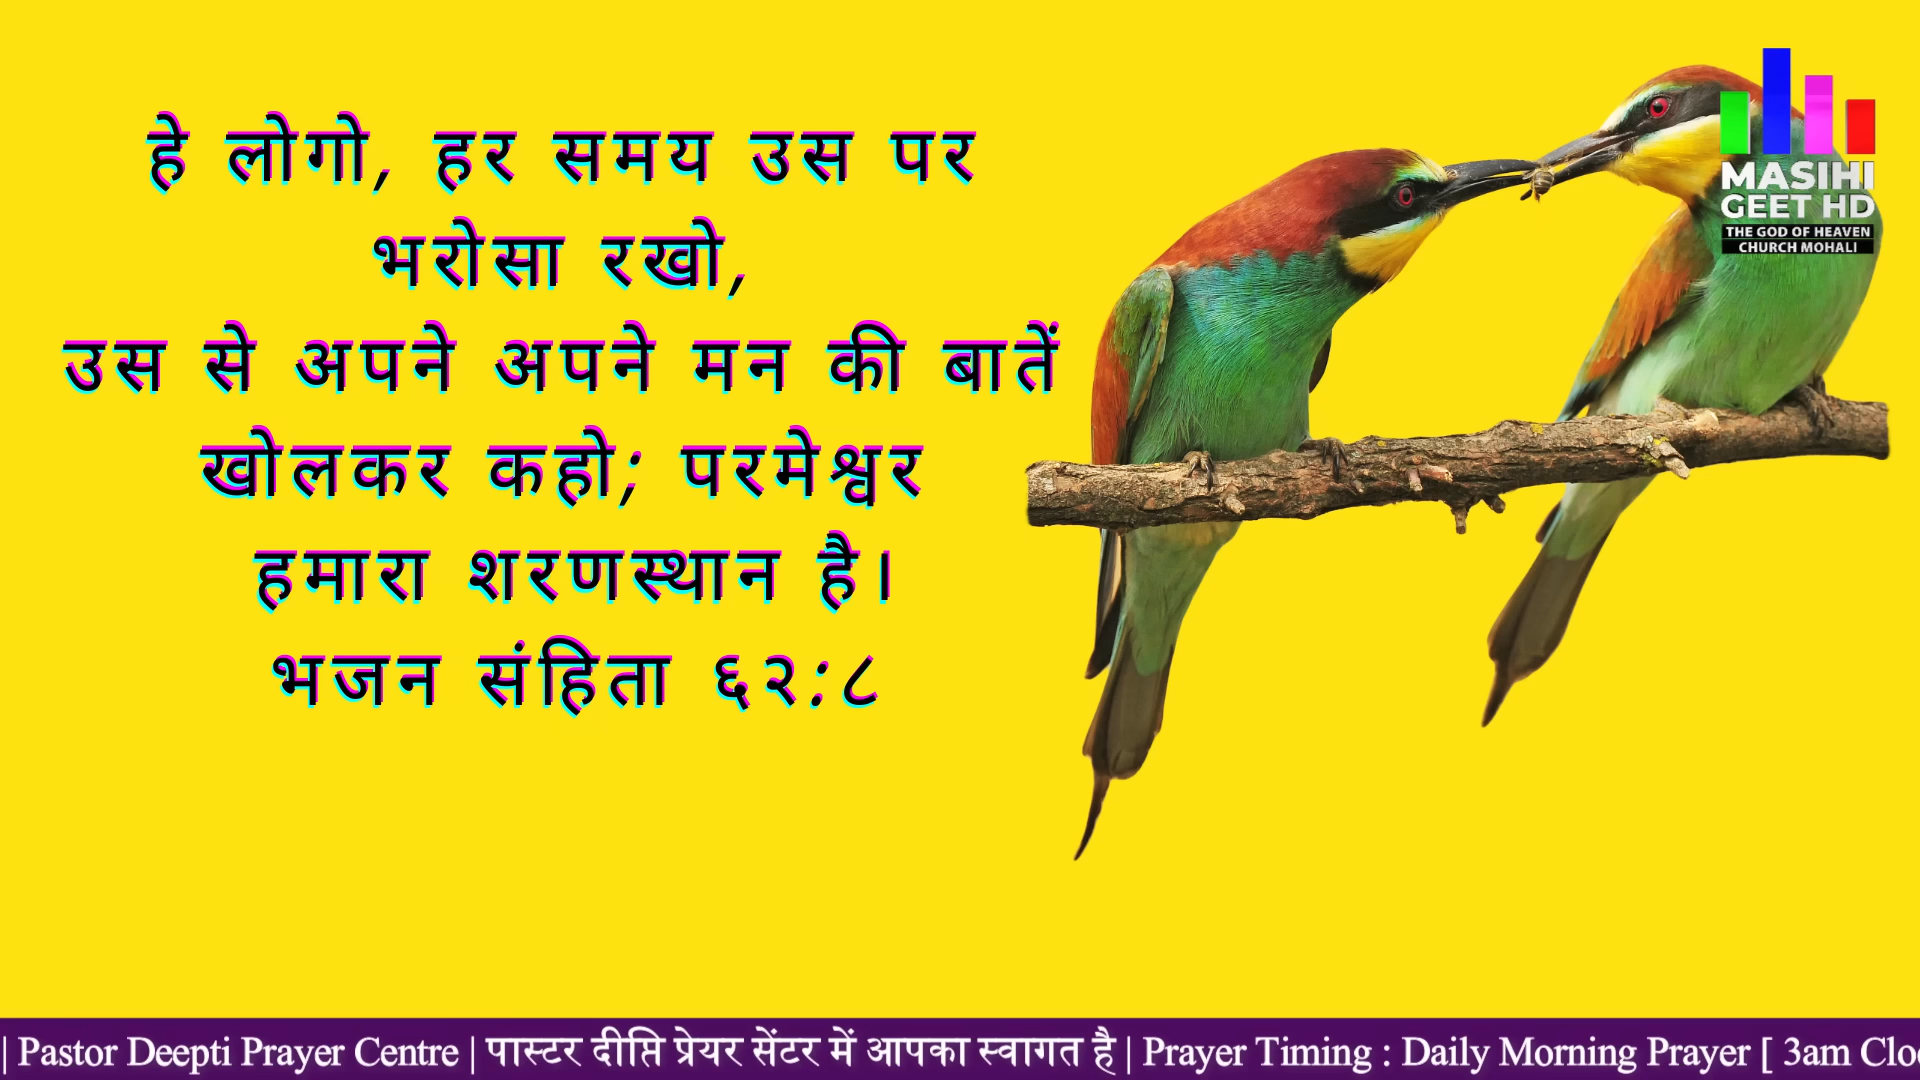 हे लोगो, हर समय उस पर
भरोसा रखो,
उस से अपने अपने मन की बातें
खोलकर कहो; परमेश्वर
हमारा शरणस्थान है।
भजन संहिता ६२:८
MASIHI
GEET HD
THE GOD OF HEAVEN
CHURCH MOHALI
| Pastor Deepti Prayer Centre | पास्टर दीप्ति प्रेयर सेंटर में आपका स्वागत है | Prayer Timing : Daily Morning Prayer [ 3am